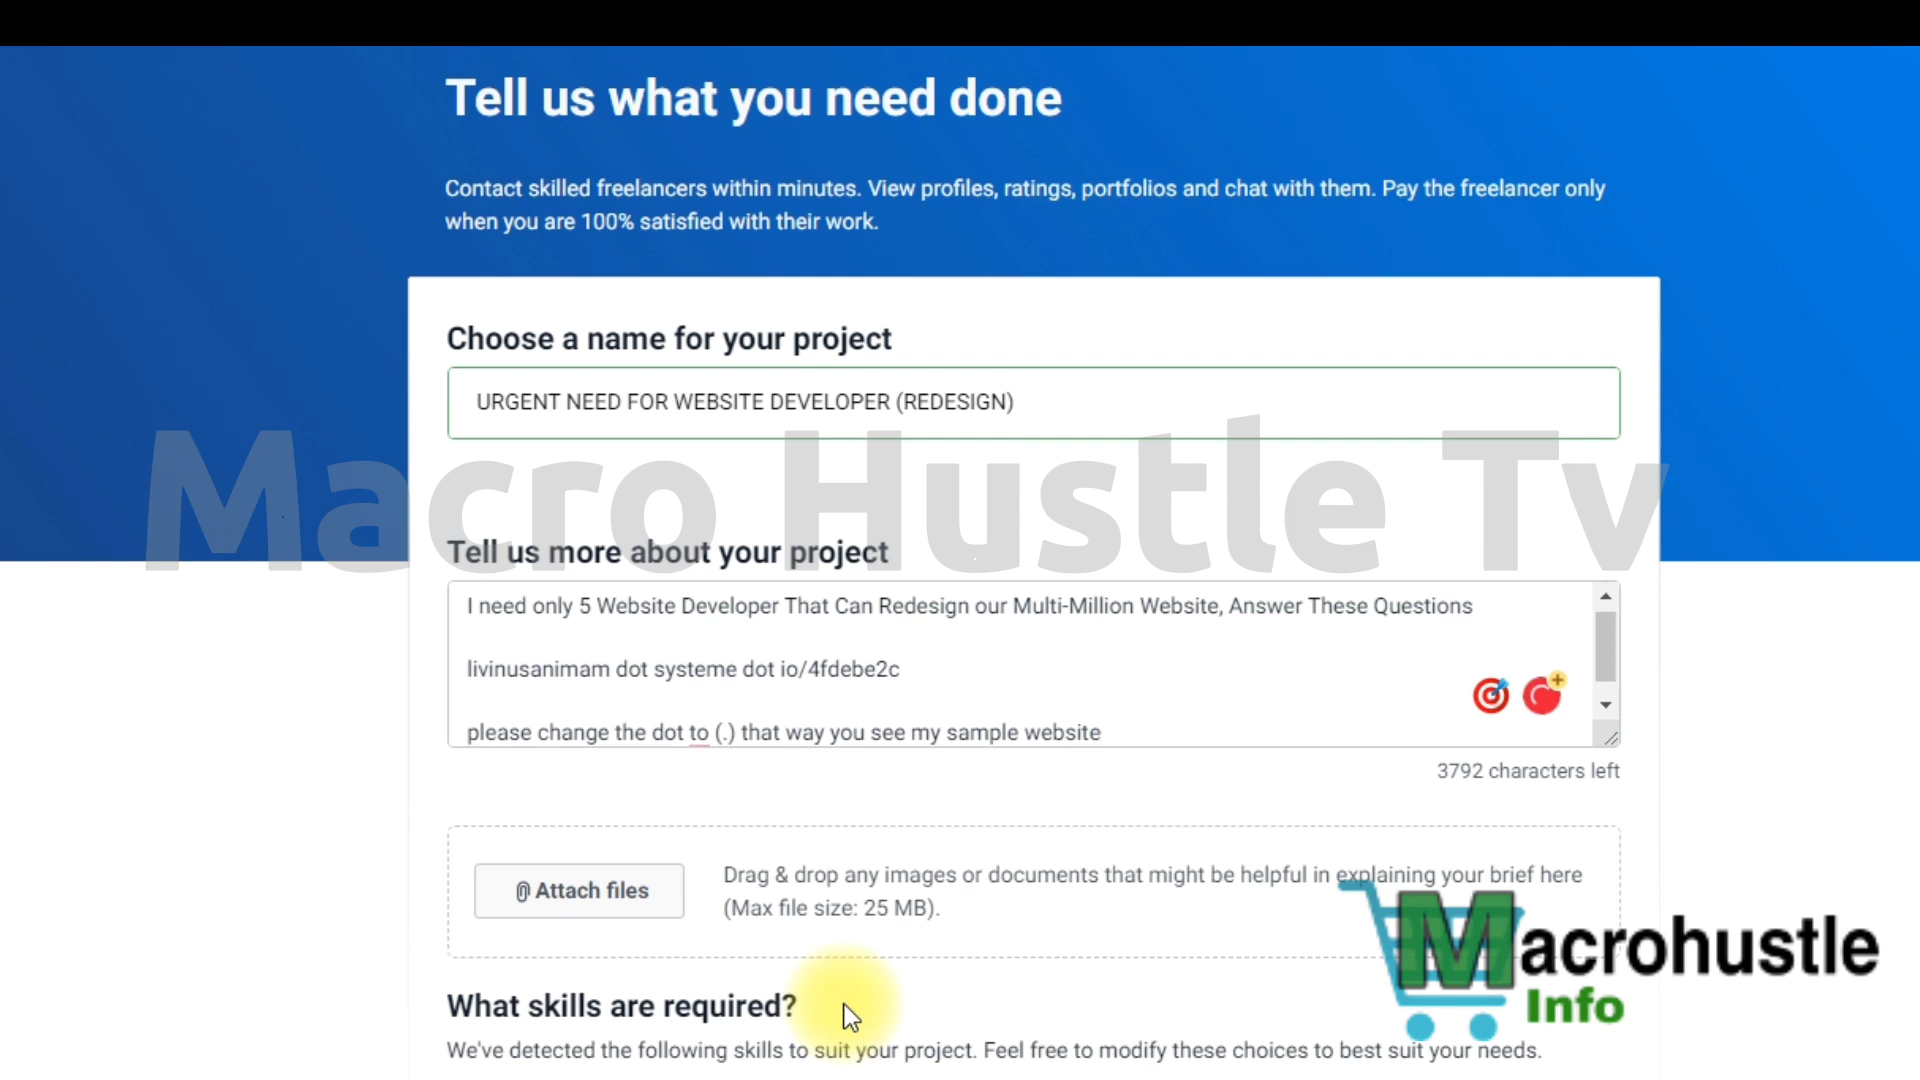 Tell us what you need done
Contact skilled freelancers within minutes. View profiles, ratings, portfolios and chat with them. Pay the freelancer only
when you are 100% satisfied with their work.
Choose a name for your project
URGENT NEED FOR WEBSITE DEVELOPER (REDESIGN)
Macro Hustle Tv
Tell us more about your project
I need only 5 Website Developer That Can Redesign our Multi-Million Website, Answer These Questions
livinusanimam dot systeme dot io/4fdebe2c
please change the dot to (.) that way you see my sample website
3792 characters left
Attach files
Drag & drop any images or documents that might be helpful in explaining your brief here
(Max file size: 25 MB).
Macrohustle
Info
What skills are required?
We've detected the following skills to suit your project. Feel free to modify these choices to best suit your needs.